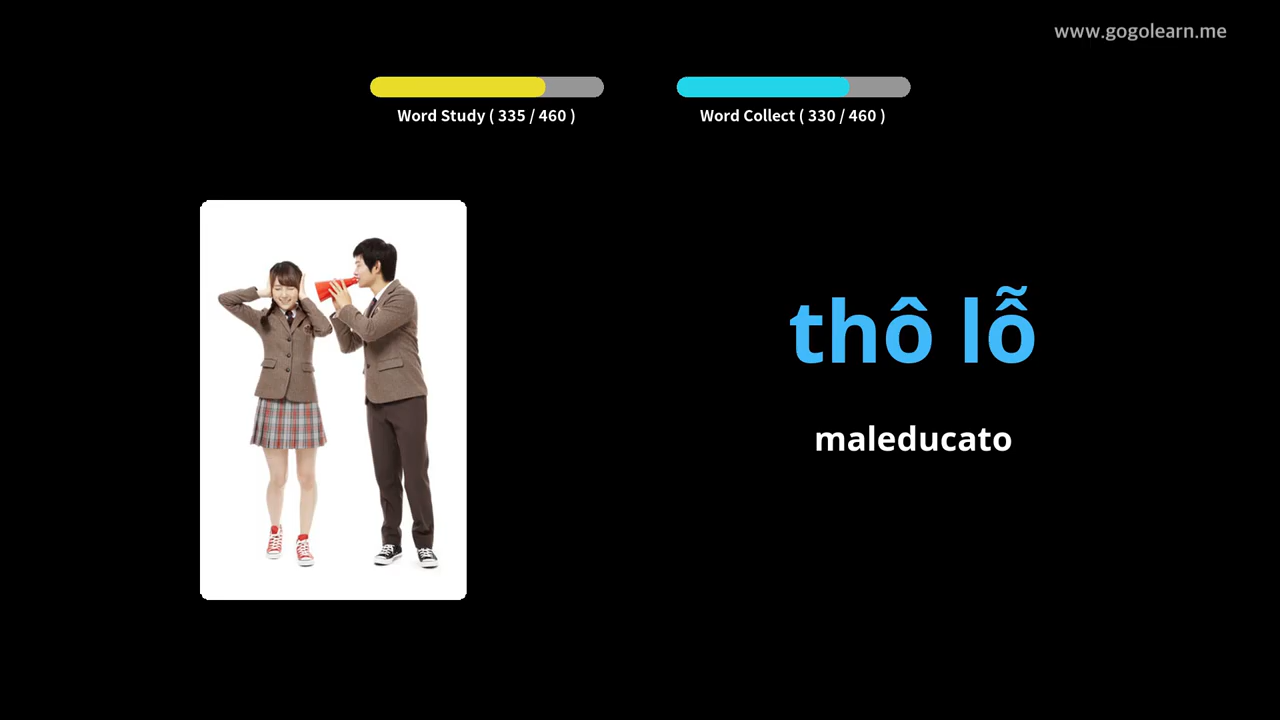 www.gogolearn.me
Word Study ( 335 / 460 )
Word Collect ( 330 / 460 )
thô lỗ
maleducato